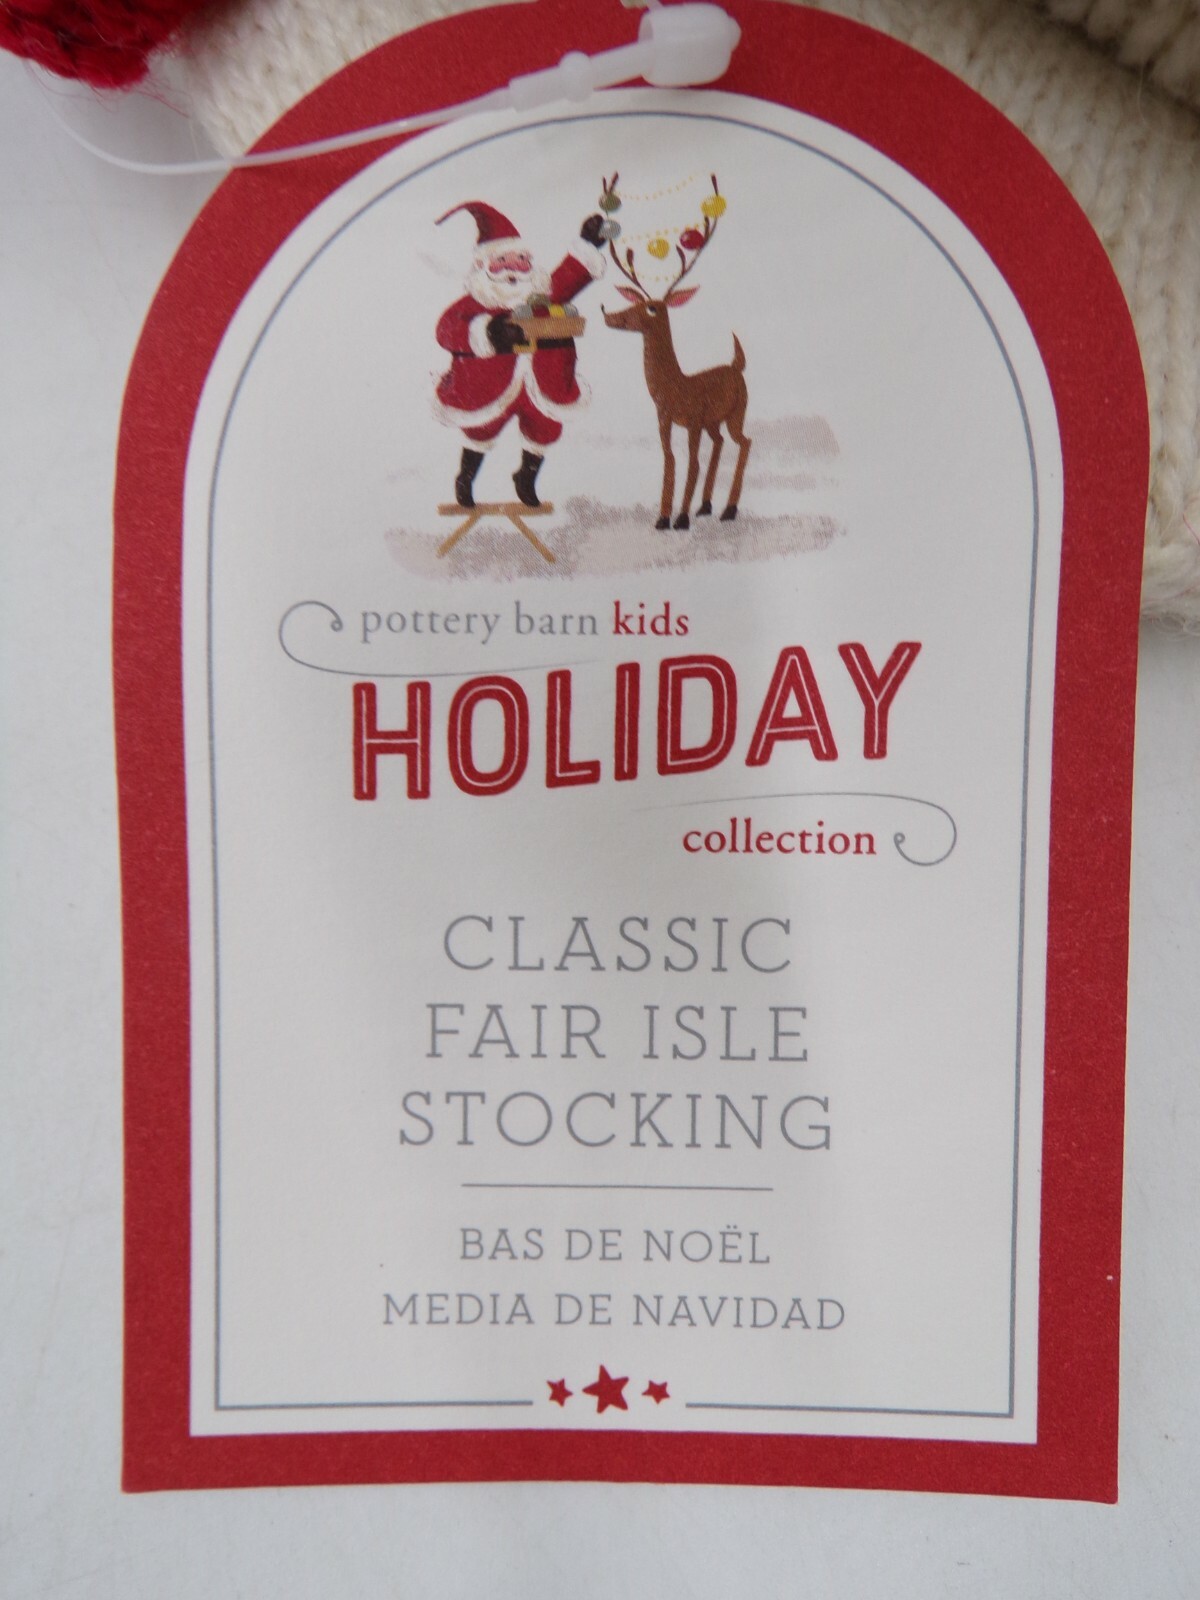 pottery barn kids
HOLIDAY
collection
CLASSIC
FAIR ISLE
STOCKING
BAS DE NOËL
MEDIA DE NAVIDAD